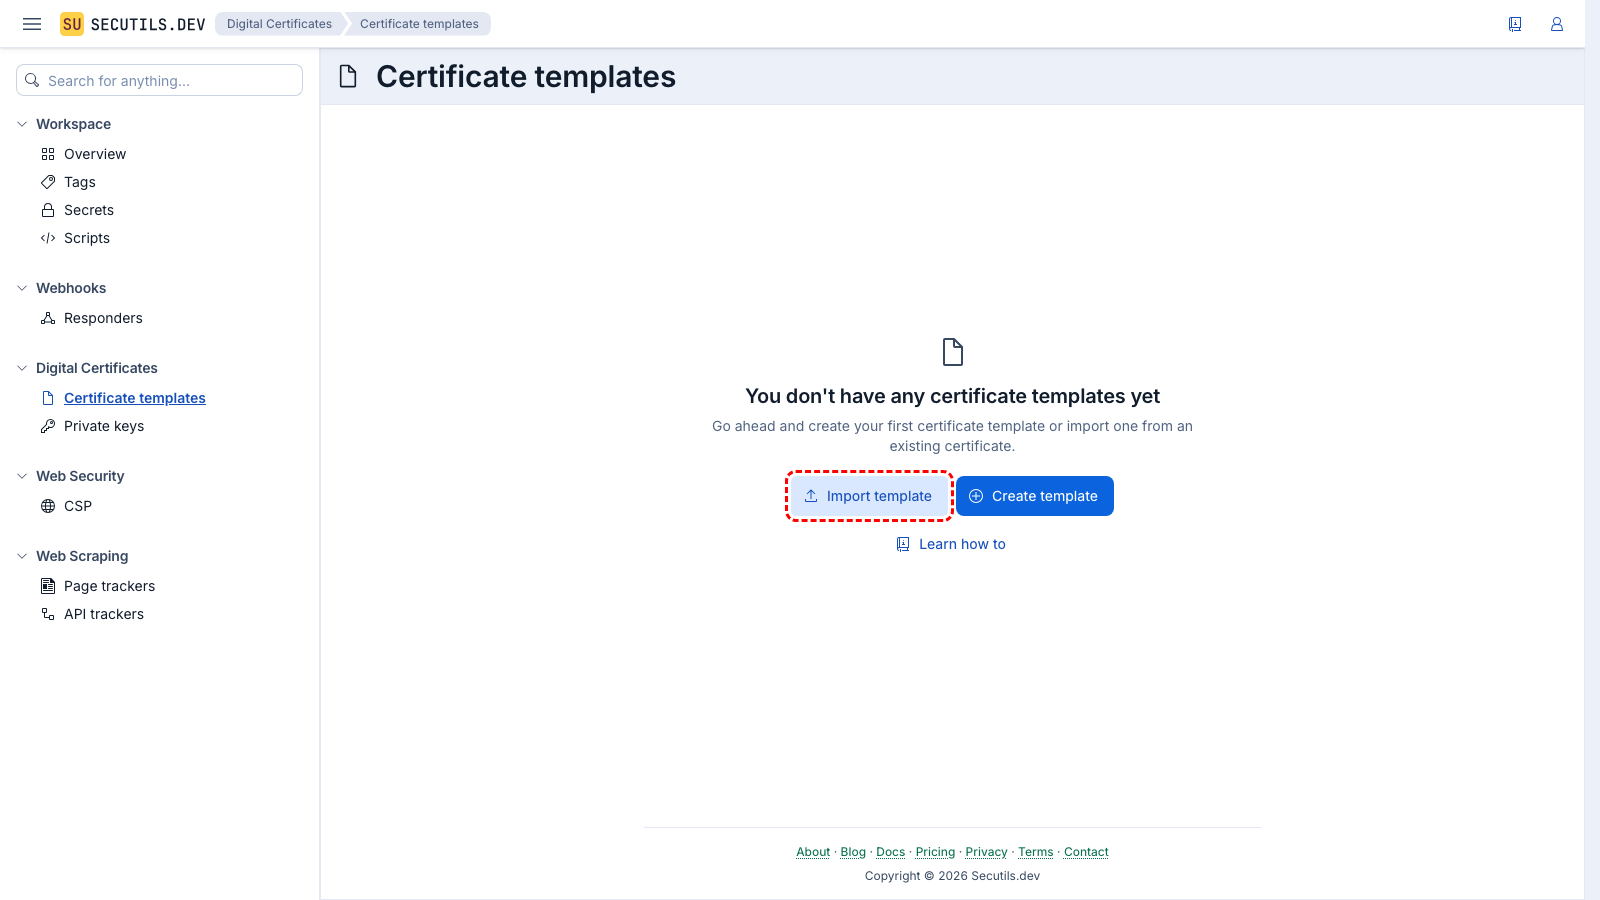 SU SECUTILS.DEV
Digital Certificates
Certificate templates
Search for anything...
Workspace
Overview
Tags
Secrets
Scripts
Webhooks
Responders
Digital Certificates
Certificate templates
Private keys
Web Security
CSP
Web Scraping
Page trackers
API trackers
Certificate templates
You don't have any certificate templates yet
Go ahead and create your first certificate template or import one from an
existing certificate.
Import template
Create template
Learn how to
About · Blog · Docs · Pricing · Privacy · Terms · Contact
Copyright © 2026 Secutils.dev